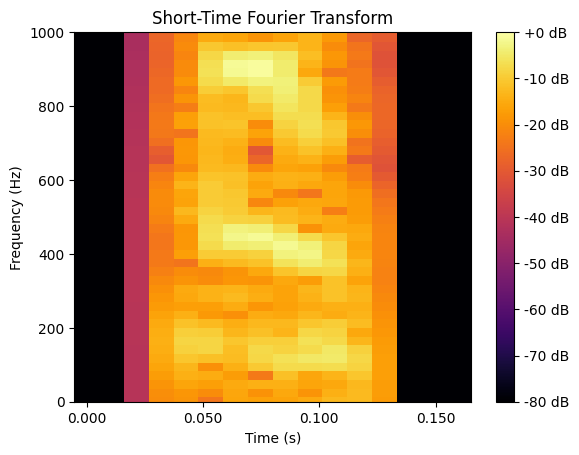 Short-Time Fourier Transform
1000
800
600
400
200
0
Frequency (Hz)
0.000
0.050
0.100
0.150
Time (s)
+0 dB
-10 dB
-20 dB
-30 dB
-40 dB
-50 dB
-60 dB
-70 dB
-80 dB